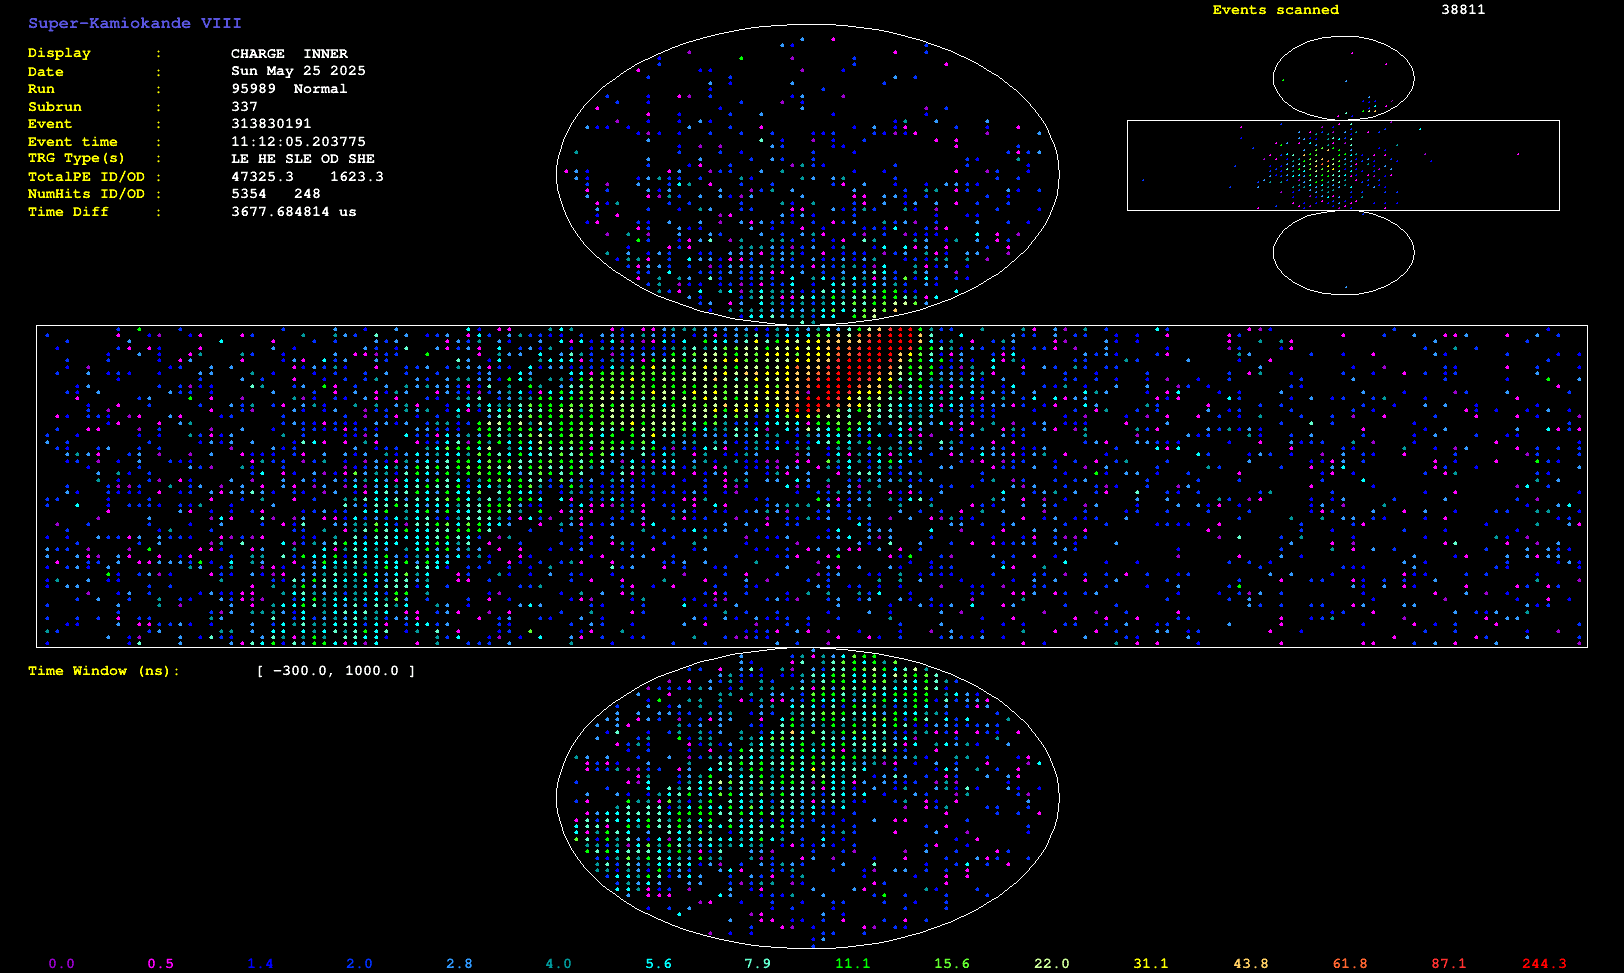 Super-Kamiokande VIII
Events scanned 38811
Display : CHARGE INNER
Date : Sun May 25 2025
Run : 95989 Normal
Subrun : 337
Event : 313830191
Event time : 11:12:05.203775
TRG Type(s) : LE HE SLE OD SHE
TotalPE ID/OD : 47325.3 1623.3
NumHits ID/OD : 5354 248
Time Diff : 3677.684814 us
Time Window (ns): [ -300.0, 1000.0 ]
0.0 0.5 1.4 2.0 2.8 4.0 5.6 7.9 11.1 15.6 22.0 31.1 43.8 61.8 87.1 244.3